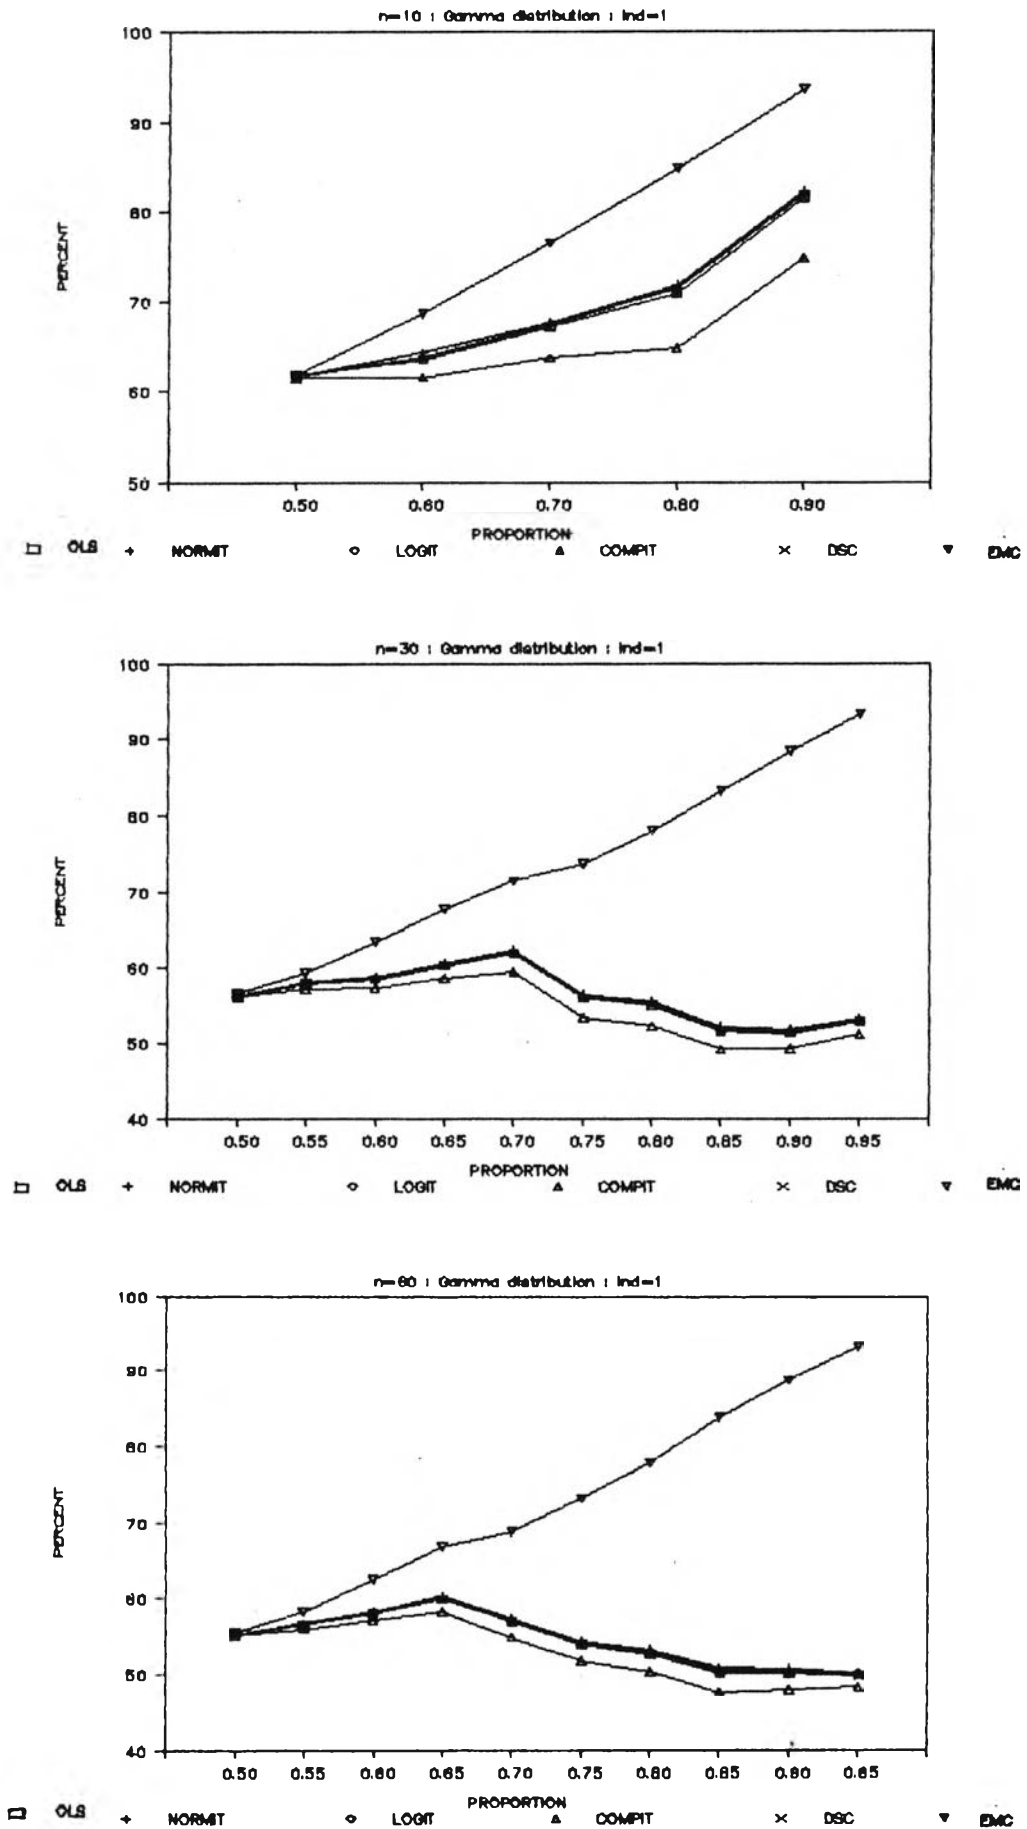 n=10 : Gamma distribution : Ind=1
100
90
80
70
60
50
PERCENT
0.50 0.60 0.70 0.80 0.90
PROPORTION
OLS NORMIT LOGIT COMPIT DSC EMC
n=30 : Gamma distribution : Ind=1
100
90
80
70
60
50
40
PERCENT
0.50 0.55 0.60 0.65 0.70 0.75 0.80 0.85 0.90 0.95
PROPORTION
OLS NORMIT LOGIT COMPIT DSC EMC
n=60 : Gamma distribution : Ind=1
100
90
80
70
60
50
40
PERCENT
0.50 0.55 0.60 0.65 0.70 0.75 0.80 0.85 0.90 0.95
PROPORTION
OLS NORMIT LOGIT COMPIT DSC EMC